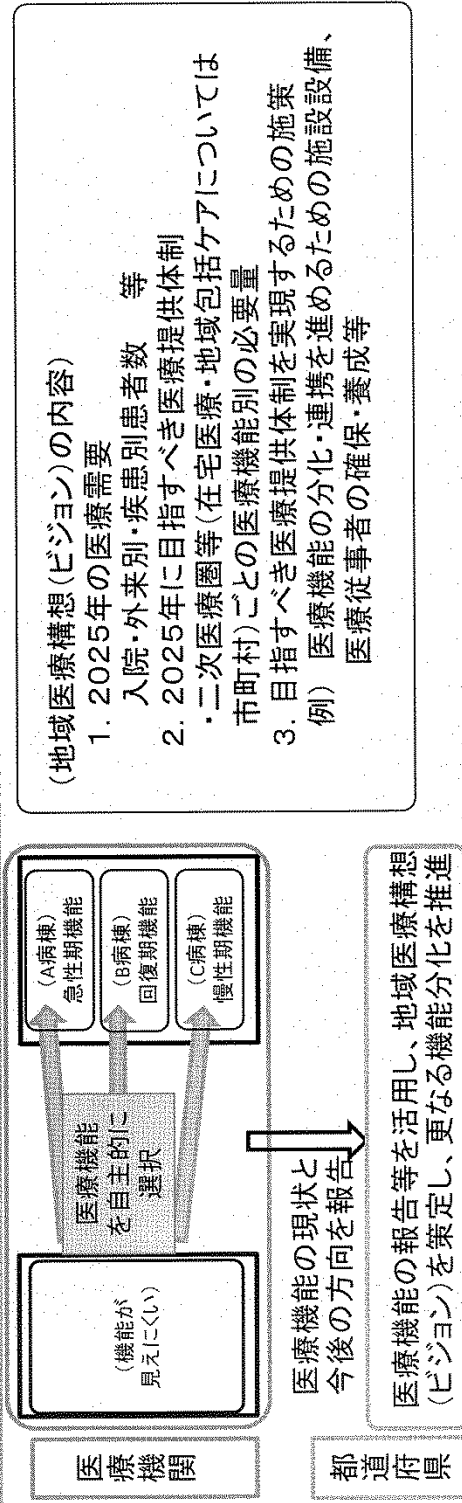 医療機関
(機能が
見えにくい)
医療機能
を自主的に
選択
(A病棟)
急性期機能
(B病棟)
回復期機能
(C病棟)
慢性期機能
医療機能の現状と
今後の方向を報告
都道府県
医療機能の報告等を活用し、地域医療構想
(ビジョン)を策定し、更なる機能分化を推進
(地域医療構想(ビジョン)の内容)
1. 2025年の医療需要
入院・外来別・疾患別患者数 等
2. 2025年に目指すべき医療提供体制
・二次医療圏等(在宅医療・地域包括ケアについては
市町村)ごとの医療機能別の必要量
3. 目指すべき医療提供体制を実現するための施策
例) 医療機能の分化・連携を進めるための施設設備、
医療従事者の確保・養成等